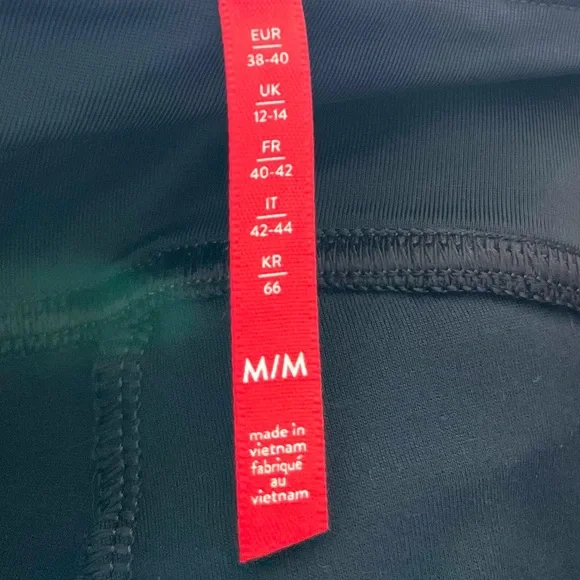 EUR
38-40
UK
12-14
FR
40-42
IT
42-44
KR
66
M/M
made in
vietnam
fabriqué
au
vietnam